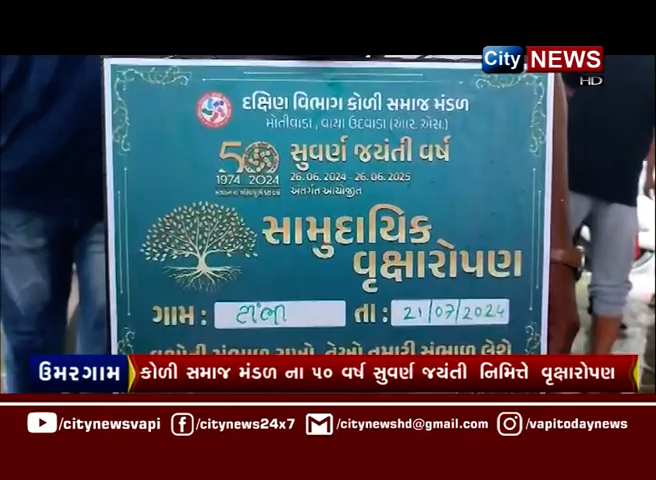 City NEWS
HD
દક્ષિણ વિભાગ કોળી સમાજ મંડળ
મોતીવાડા, વાયા ઉદવાડા (આર. એસ.)
50
1974 2024
સુવર્ણ જયંતી વર્ષ
26.06.2024 - 26.06.2025
અંતર્ગત આયોજીત
સામુદાયિક
વૃક્ષારોપણ
ગામ : ટાંભી તા : 21/07/2024
વૃક્ષોની સંભાળ રાખો, તેઓ તમારી સંભાળ લેશે
ઉમરગામ
કોળી સમાજ મંડળ ના ૫૦ વર્ષ સુવર્ણ જયંતી નિમિત્તે વૃક્ષારોપણ
/citynewsvapi /citynews24x7 /citynewshd@gmail.com /vapitodaynews